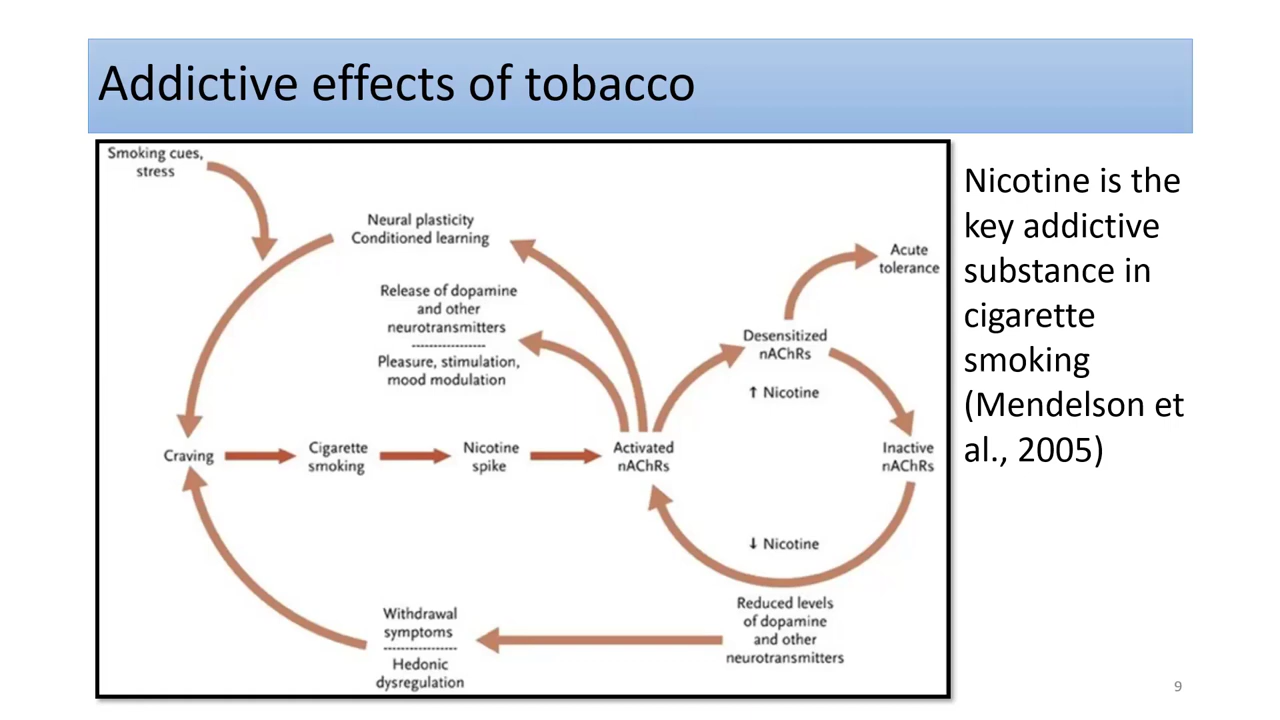 Addictive effects of tobacco
Smoking cues,
stress
Neural plasticity
Conditioned learning
Release of dopamine
and other
neurotransmitters
Pleasure, stimulation,
mood modulation
Acute
tolerance
Desensitized
nAChRs
↑ Nicotine
Craving
Cigarette
smoking
Nicotine
spike
Activated
nAChRs
Inactive
nAChRs
↓ Nicotine
Reduced levels
of dopamine
and other
neurotransmitters
Withdrawal
symptoms
Hedonic
dysregulation
Nicotine is the
key addictive
substance in
cigarette
smoking
(Mendelson et
al., 2005)
9